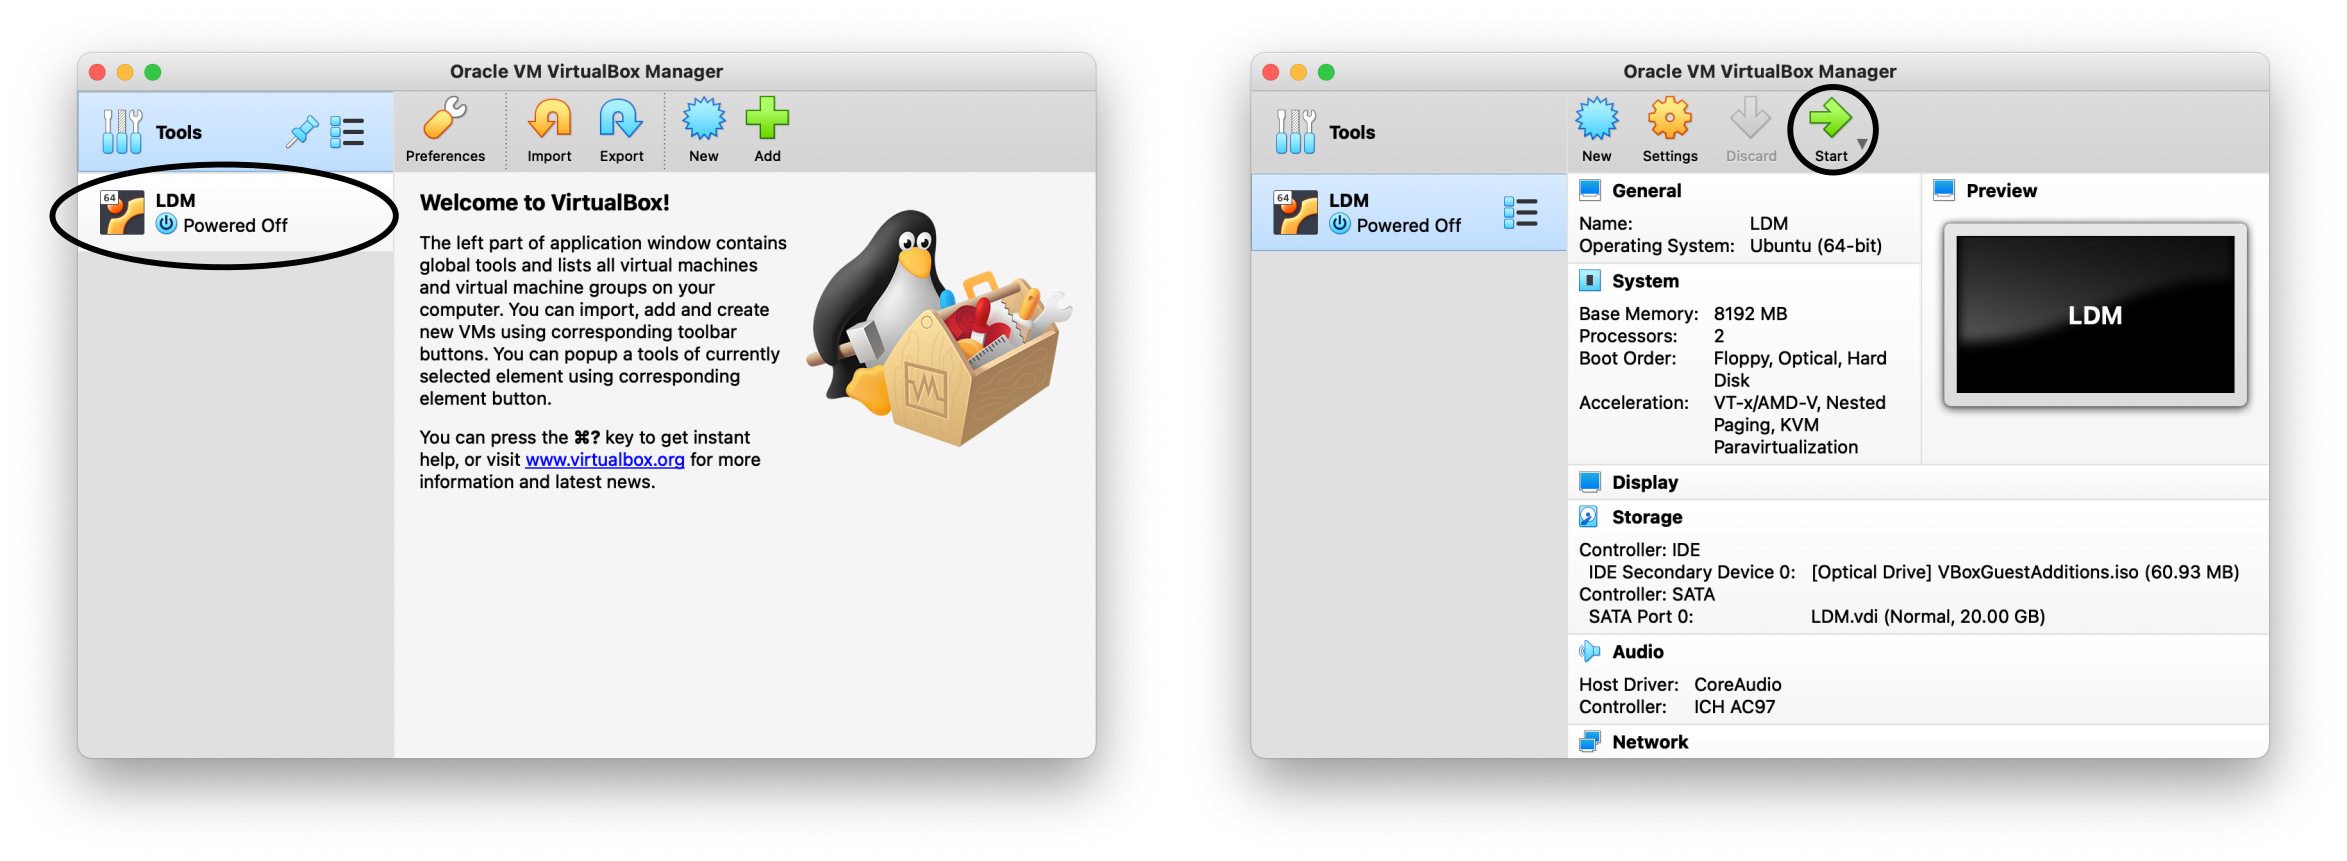 Oracle VM VirtualBox Manager
Tools
Preferences
Import
Export
New
Add
64
LDM
Powered Off
Welcome to VirtualBox!
The left part of application window contains
global tools and lists all virtual machines
and virtual machine groups on your
computer. You can import, add and create
new VMs using corresponding toolbar
buttons. You can popup a tools of currently
selected element using corresponding
element button.
You can press the ⌘? key to get instant
help, or visit www.virtualbox.org for more
information and latest news.
Oracle VM VirtualBox Manager
Tools
New
Settings
Discard
Start
64
LDM
Powered Off
General
Name: LDM
Operating System: Ubuntu (64-bit)
System
Base Memory: 8192 MB
Processors: 2
Boot Order: Floppy, Optical, Hard
Disk
Acceleration: VT-x/AMD-V, Nested
Paging, KVM
Paravirtualization
Preview
LDM
Display
Storage
Controller: IDE
IDE Secondary Device 0: [Optical Drive] VBoxGuestAdditions.iso (60.93 MB)
Controller: SATA
SATA Port 0: LDM.vdi (Normal, 20.00 GB)
Audio
Host Driver: CoreAudio
Controller: ICH AC97
Network